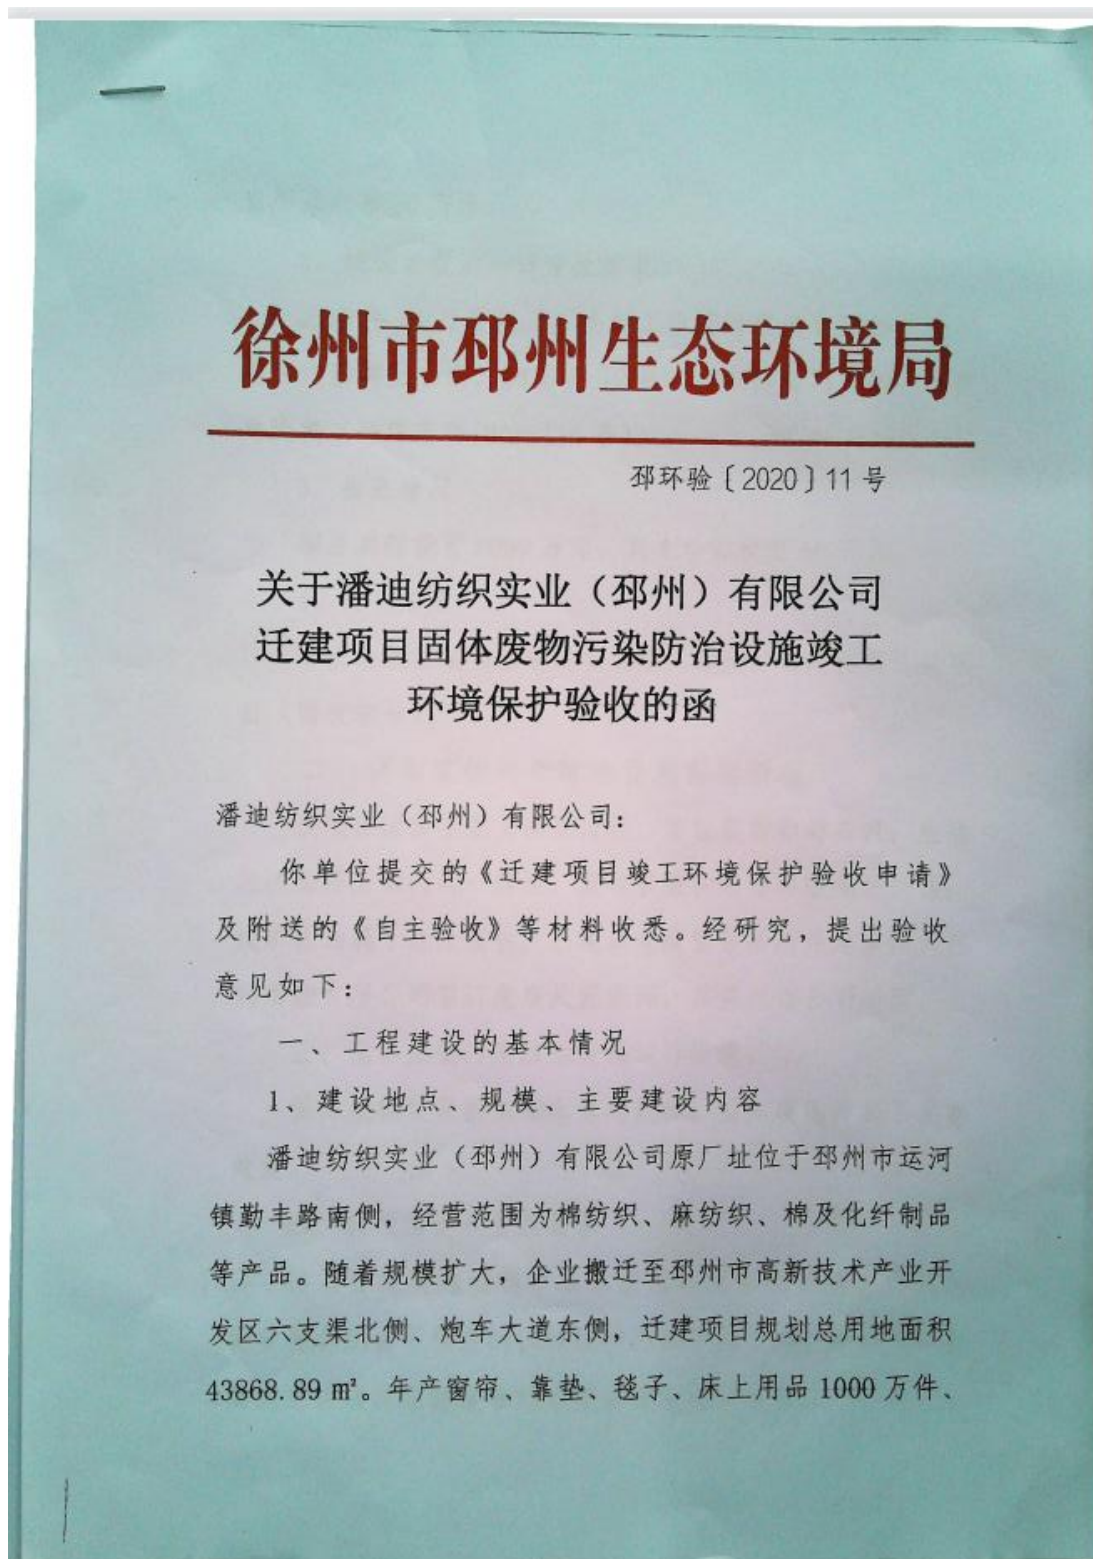 徐州市邳州生态环境局
邳环验〔2020〕11号
关于潘迪纺织实业（邳州）有限公司
迁建项目固体废物污染防治设施竣工
环境保护验收的函
潘迪纺织实业（邳州）有限公司：
你单位提交的《迁建项目竣工环境保护验收申请》
及附送的《自主验收》等材料收悉。经研究，提出验收
意见如下：
一、工程建设的基本情况
1、建设地点、规模、主要建设内容
潘迪纺织实业（邳州）有限公司原厂址位于邳州市运河
镇勤丰路南侧，经营范围为棉纺织、麻纺织、棉及化纤制品
等产品。随着规模扩大，企业搬迁至邳州市高新技术产业开
发区六支渠北侧、炮车大道东侧，迁建项目规划总用地面积
43868.89㎡。年产窗帘、靠垫、毯子、床上用品1000万件、